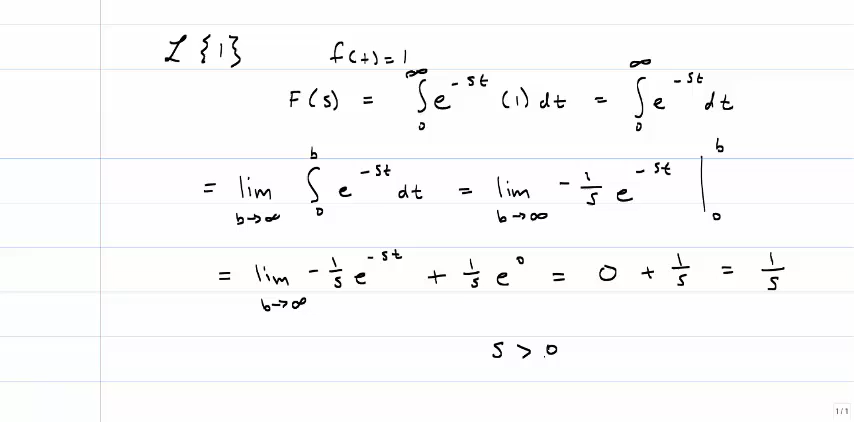 ℒ{1} f(t) = 1
F(s) = ∫₀^∞ e^{-st} (1) dt = ∫₀^∞ e^{-st} dt
= lim_{b→∞} ∫₀^b e^{-st} dt = lim_{b→∞} -1/s e^{-st} |₀^b
= lim_{b→∞} -1/s e^{-st} + 1/s e^0 = 0 + 1/s = 1/s
s > 0
1/1